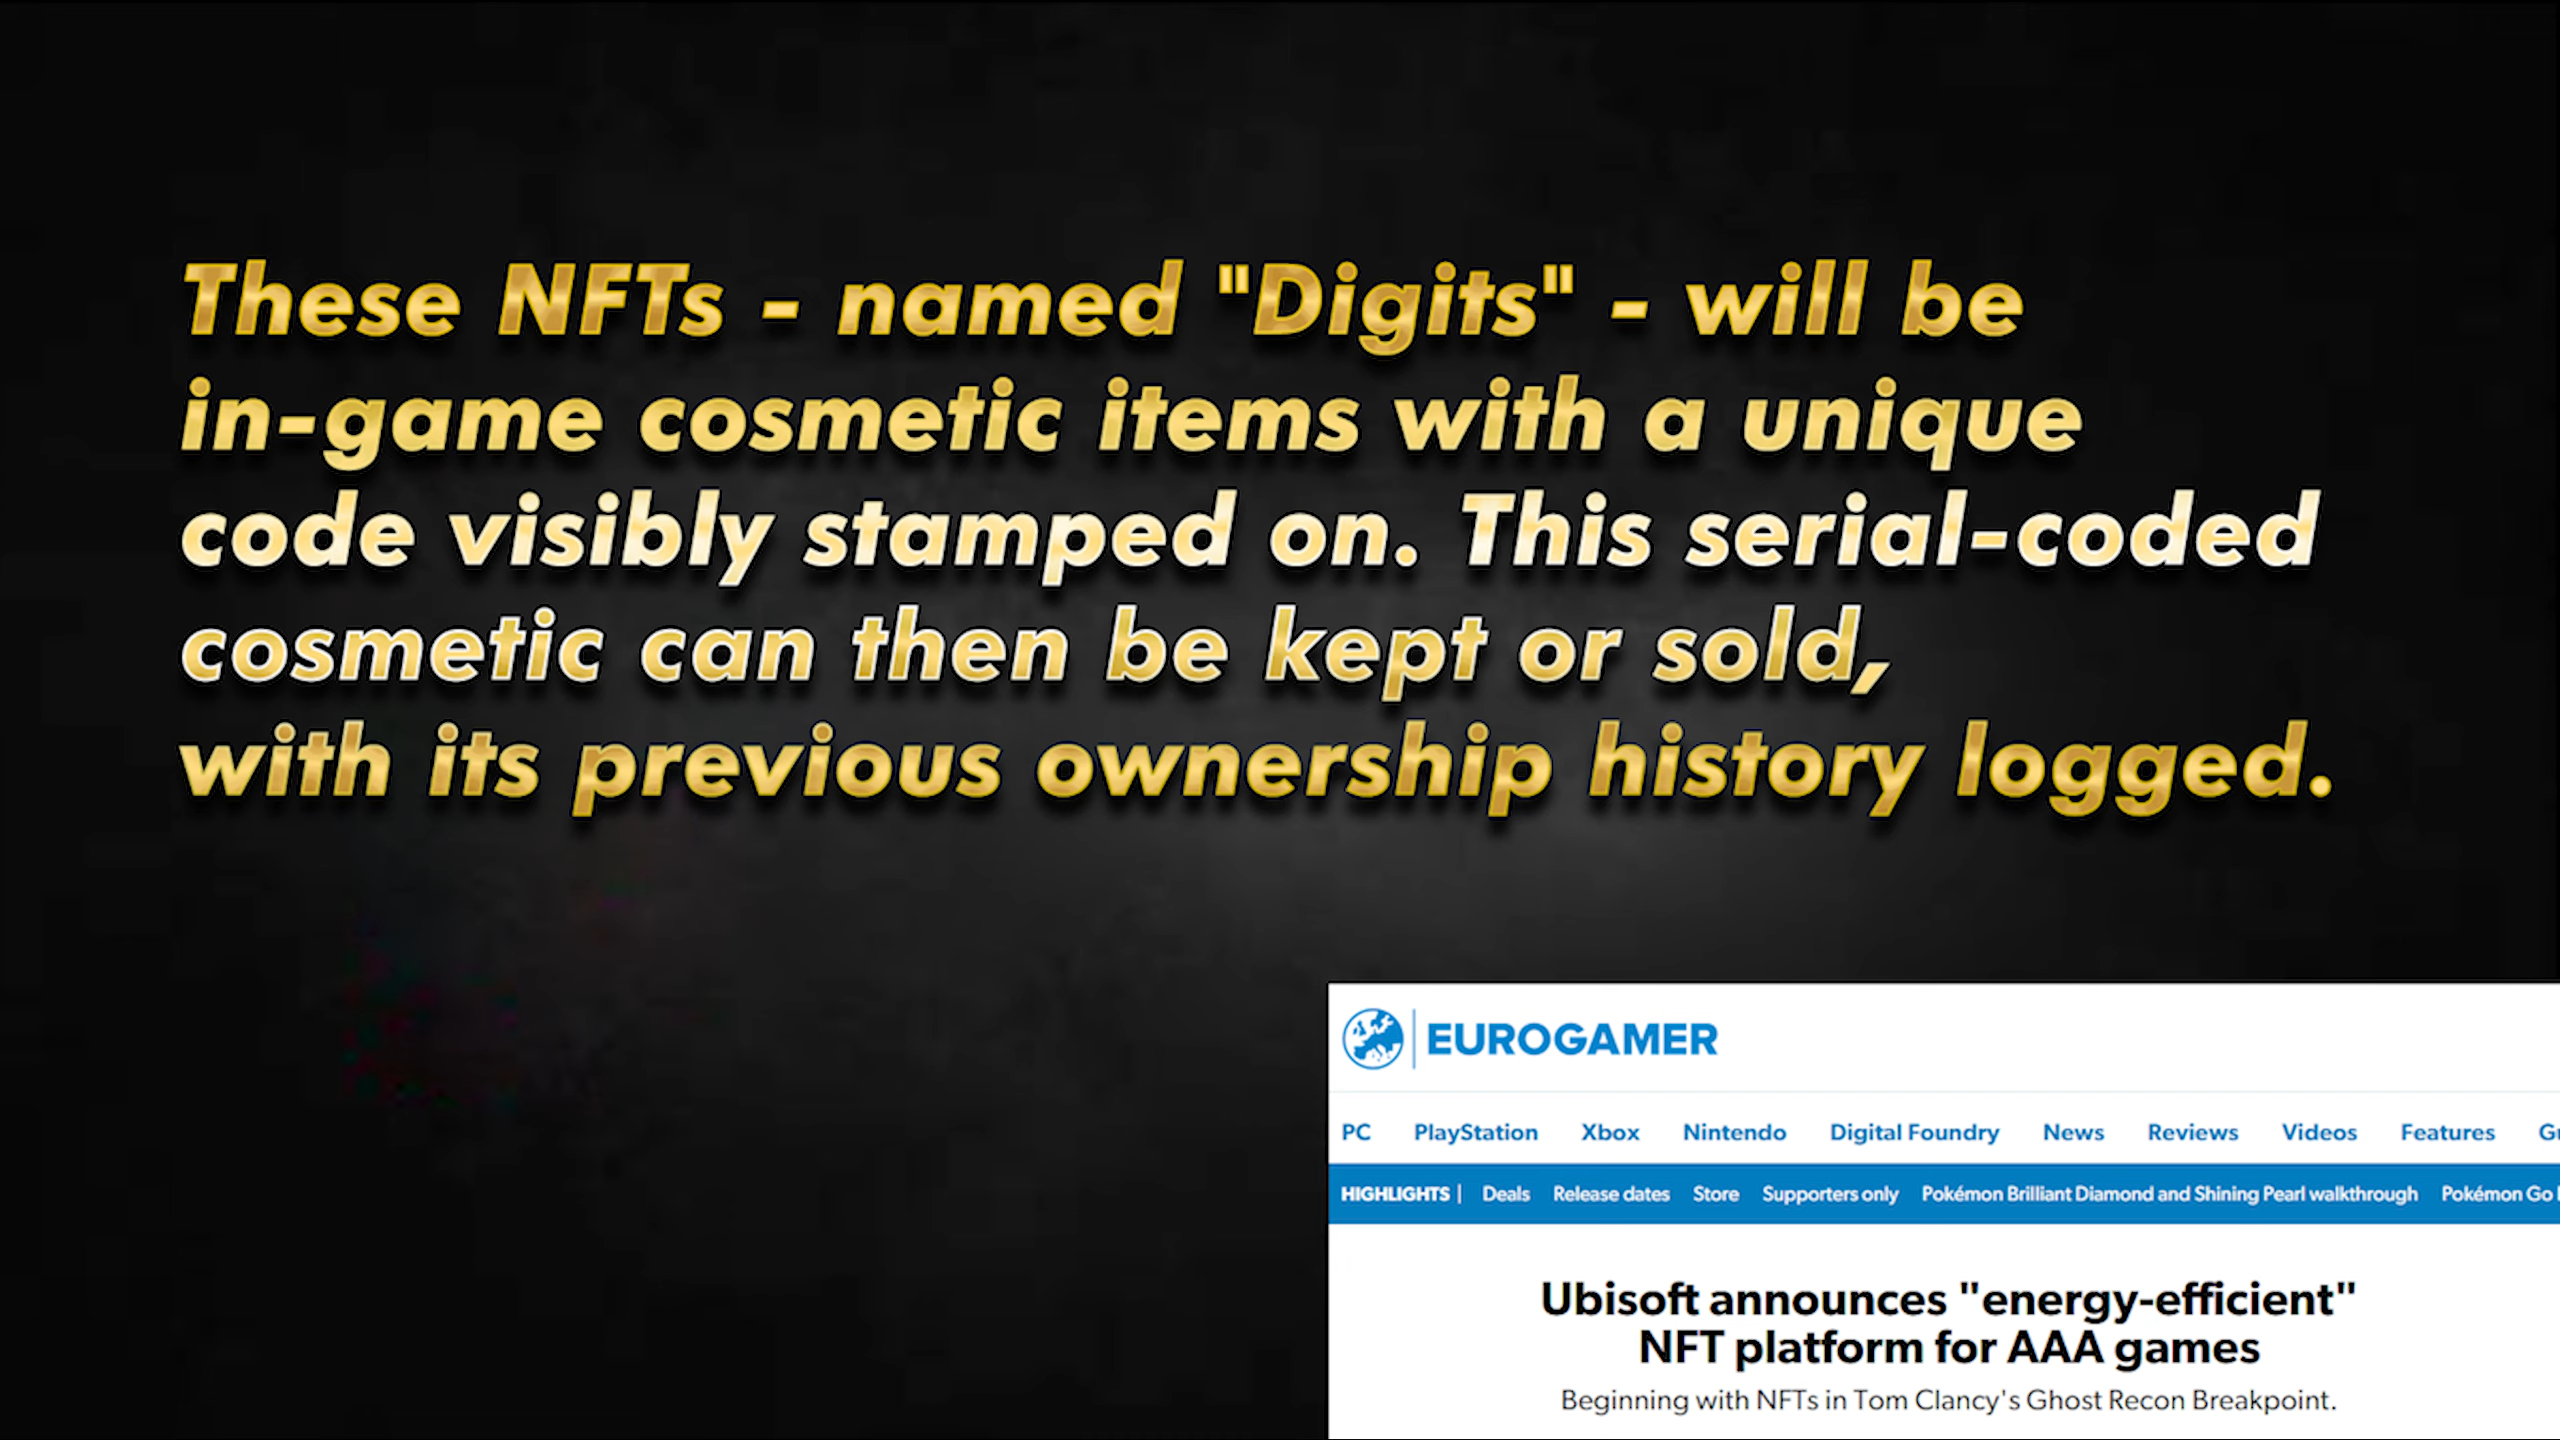 These NFTs - named "Digits" - will be
in-game cosmetic items with a unique
code visibly stamped on. This serial-coded
cosmetic can then be kept or sold,
with its previous ownership history logged.
EUROGAMER
PC PlayStation Xbox Nintendo Digital Foundry News Reviews Videos Features
HIGHLIGHTS | Deals Release dates Store Supporters only Pokémon Brilliant Diamond and Shining Pearl walkthrough Pokémon Go
Ubisoft announces "energy-efficient"
NFT platform for AAA games
Beginning with NFTs in Tom Clancy's Ghost Recon Breakpoint.